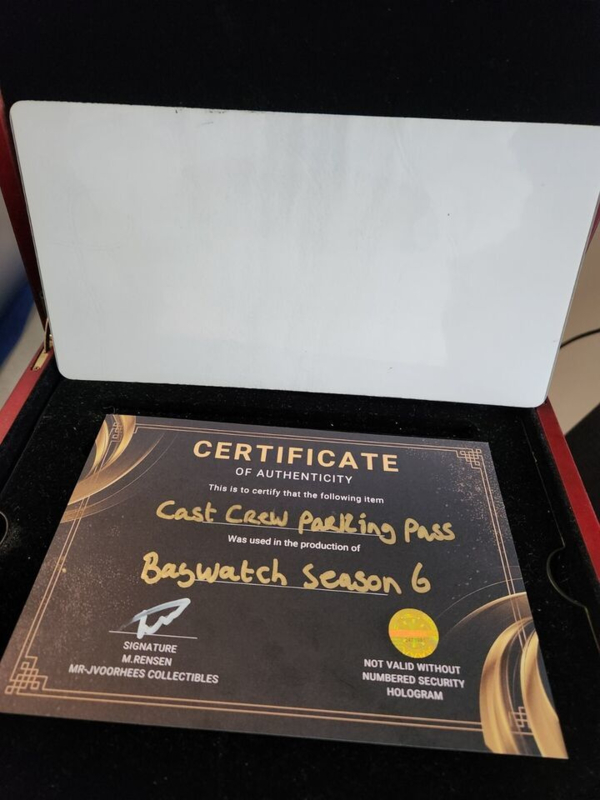 CERTIFICATE
OF AUTHENTICITY
This is to certify that the following item
Cast Crew Parking Pass
Was used in the production of
Baywatch Season 6
SIGNATURE
M.RENSEN
MR-JVOORHEES COLLECTIBLES
NOT VALID WITHOUT
NUMBERED SECURITY
HOLOGRAM